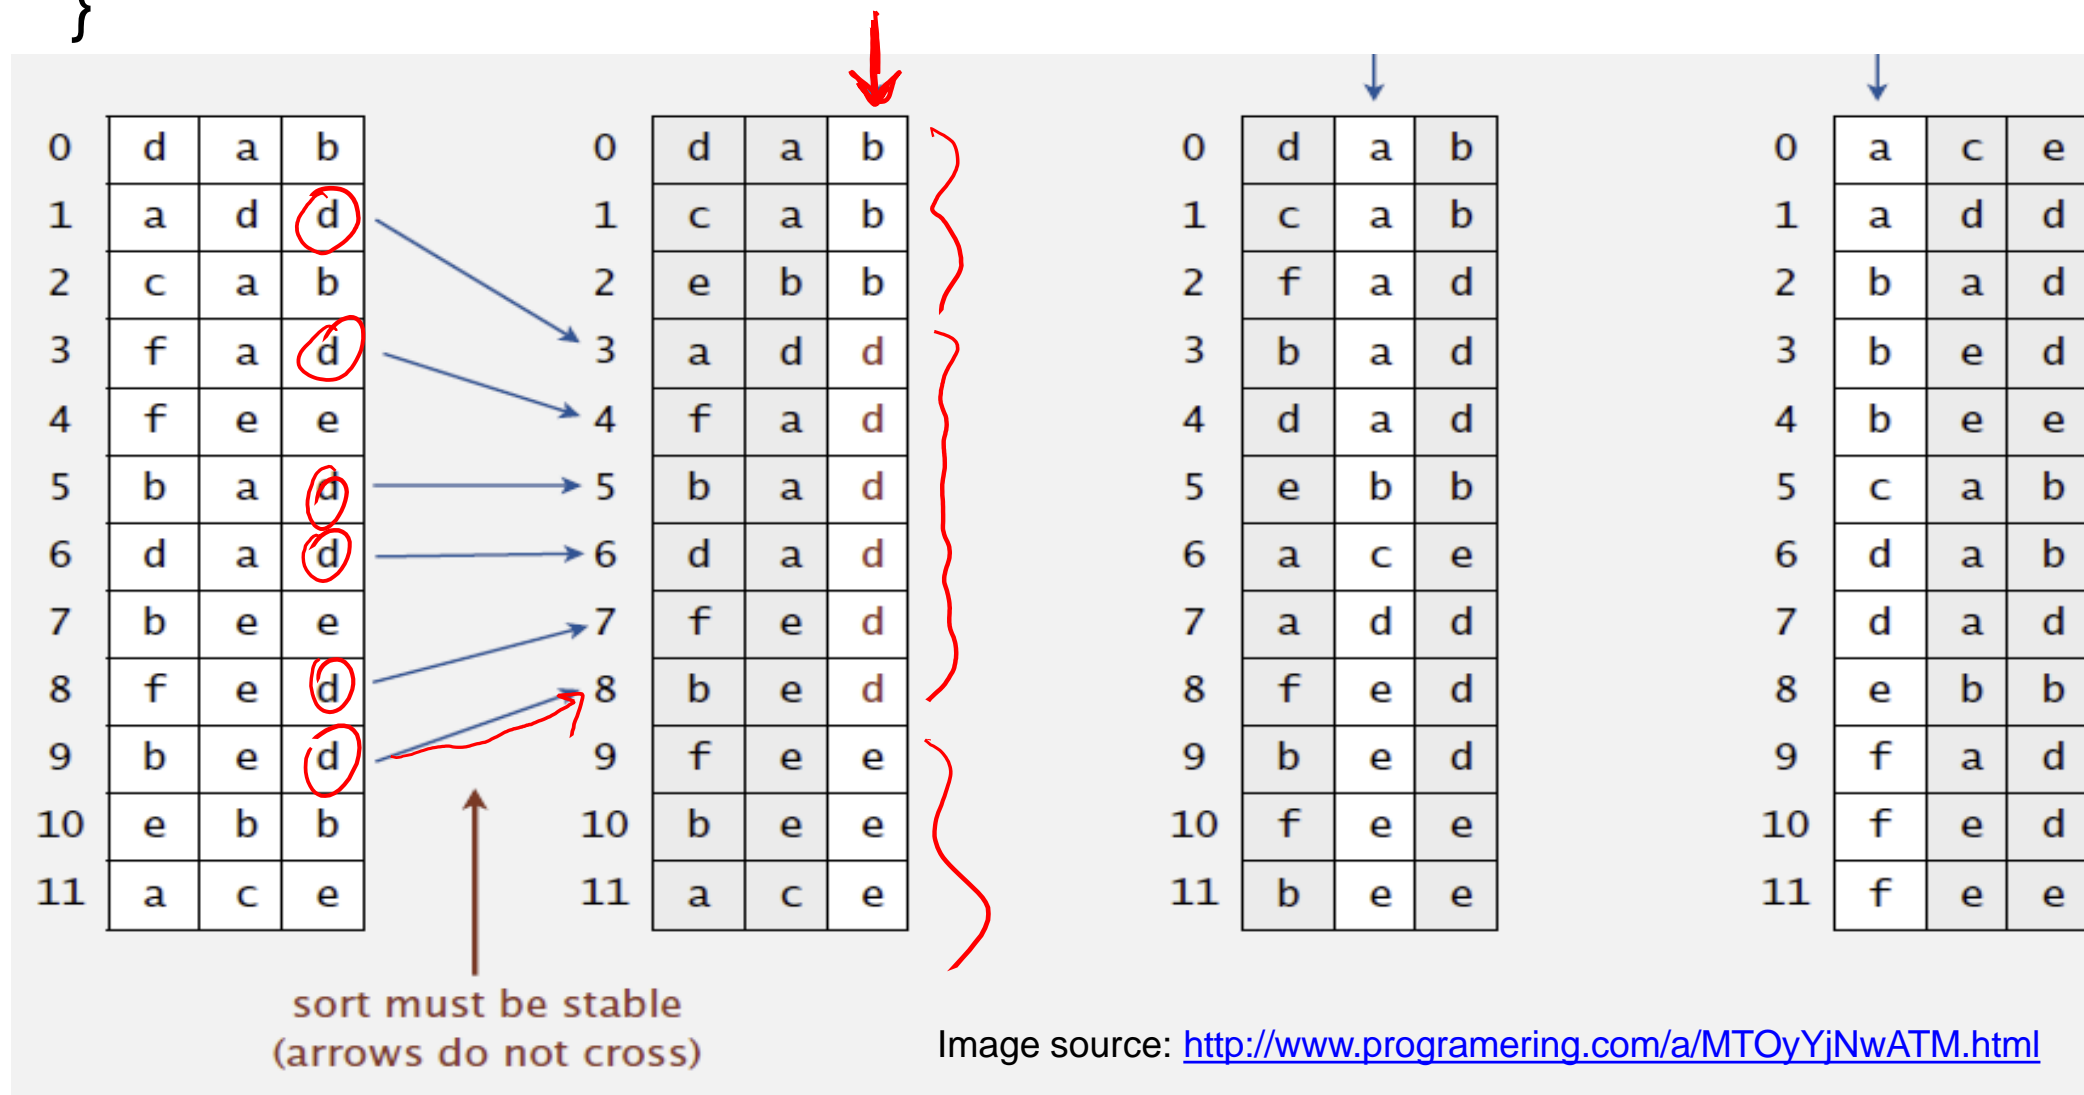 }
0 d a b 0 d a b 0 d a b 0 a c e
1 a d d 1 c a b 1 c a b 1 a d d
2 c a b 2 e b b 2 f a d 2 b a d
3 f a d 3 a d d 3 b a d 3 b e d
4 f e e 4 f a d 4 d a d 4 b e e
5 b a d 5 b a d 5 e b b 5 c a b
6 d a d 6 d a d 6 a c e 6 d a b
7 b e e 7 f e d 7 a d d 7 d a d
8 f e d 8 b e d 8 f e d 8 e b b
9 b e d 9 f e e 9 b e d 9 f a d
10 e b b 10 b e e 10 f e e 10 f e d
11 a c e 11 a c e 11 b e e 11 f e e
sort must be stable
(arrows do not cross)
Image source: http://www.programering.com/a/MTOyYjNwATM.html